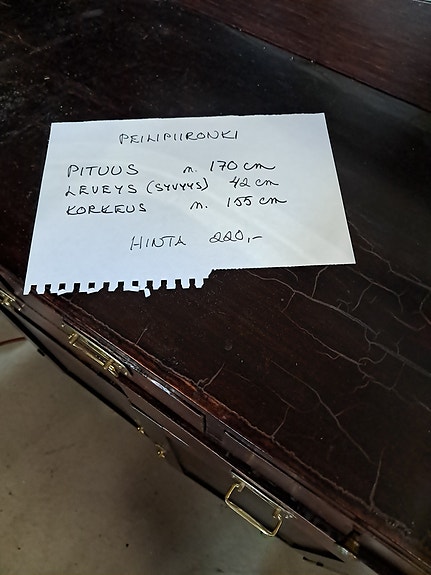 PEILIPIIRONKI
PITUUS n. 170 cm
LEVEYS (SYVYYS) 42 cm
KORKEUS n. 155 cm
HINTA 220,-